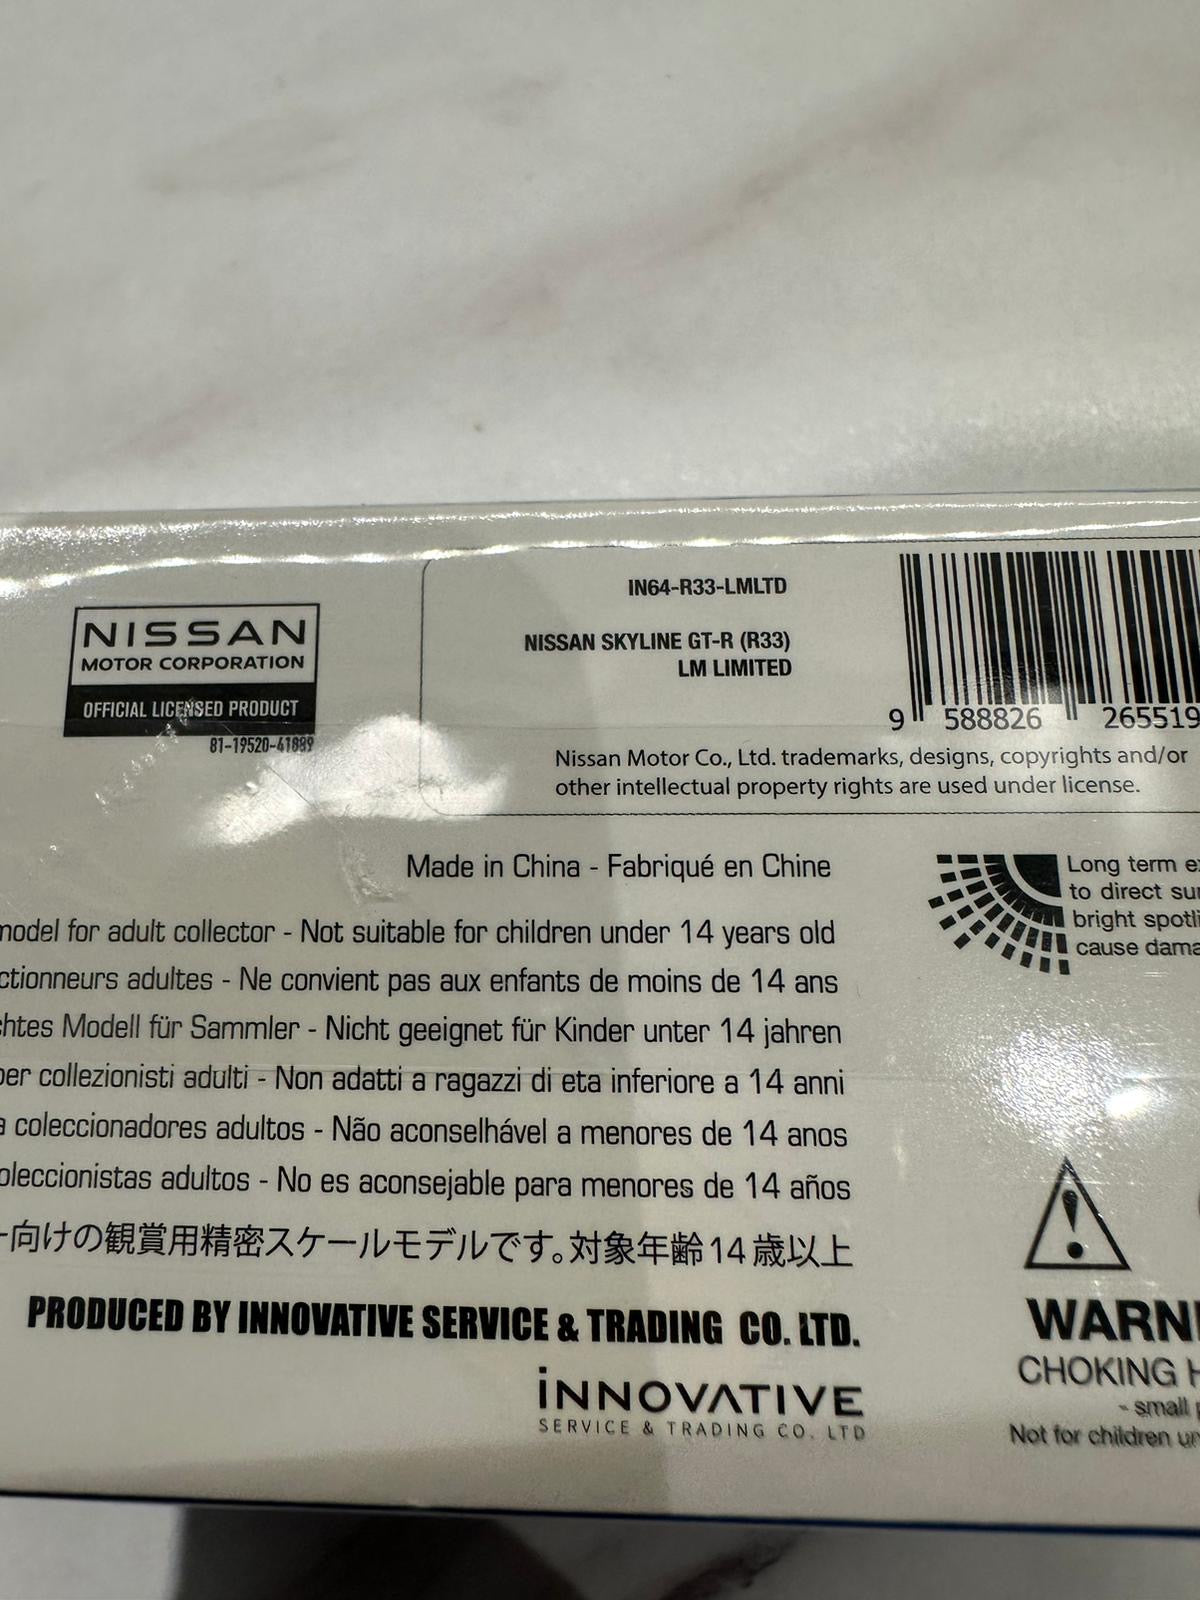 NISSAN
MOTOR CORPORATION
OFFICIAL LICENSED PRODUCT
81-19520-41889
IN64-R33-LMLTD
NISSAN SKYLINE GT-R (R33)
LM LIMITED
9 588826 265519
Nissan Motor Co., Ltd. trademarks, designs, copyrights and/or
other intellectual property rights are used under license.
Made in China - Fabriqué en Chine
model for adult collector - Not suitable for children under 14 years old
ctionneurs adultes - Ne convient pas aux enfants de moins de 14 ans
chtes Modell für Sammler - Nicht geeignet für Kinder unter 14 jahren
per collezionisti adulti - Non adatti a ragazzi di eta inferiore a 14 anni
a coleccionadores adultos - Não aconselhável a menores de 14 anos
oleccionistas adultos - No es aconsejable para menores de 14 años
ー向けの観賞用精密スケールモデルです。対象年齢14歳以上
PRODUCED BY INNOVATIVE SERVICE & TRADING CO. LTD.
iNNOVATIVE
SERVICE & TRADING CO. LTD
Long term ex
to direct su
bright spotli
cause dama
WARNI
CHOKING H
- small p
Not for children un